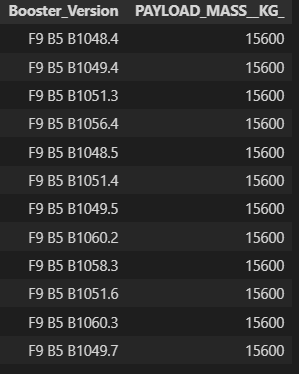 Booster_Version PAYLOAD_MASS__KG_
F9 B5 B1048.4 15600
F9 B5 B1049.4 15600
F9 B5 B1051.3 15600
F9 B5 B1056.4 15600
F9 B5 B1048.5 15600
F9 B5 B1051.4 15600
F9 B5 B1049.5 15600
F9 B5 B1060.2 15600
F9 B5 B1058.3 15600
F9 B5 B1051.6 15600
F9 B5 B1060.3 15600
F9 B5 B1049.7 15600